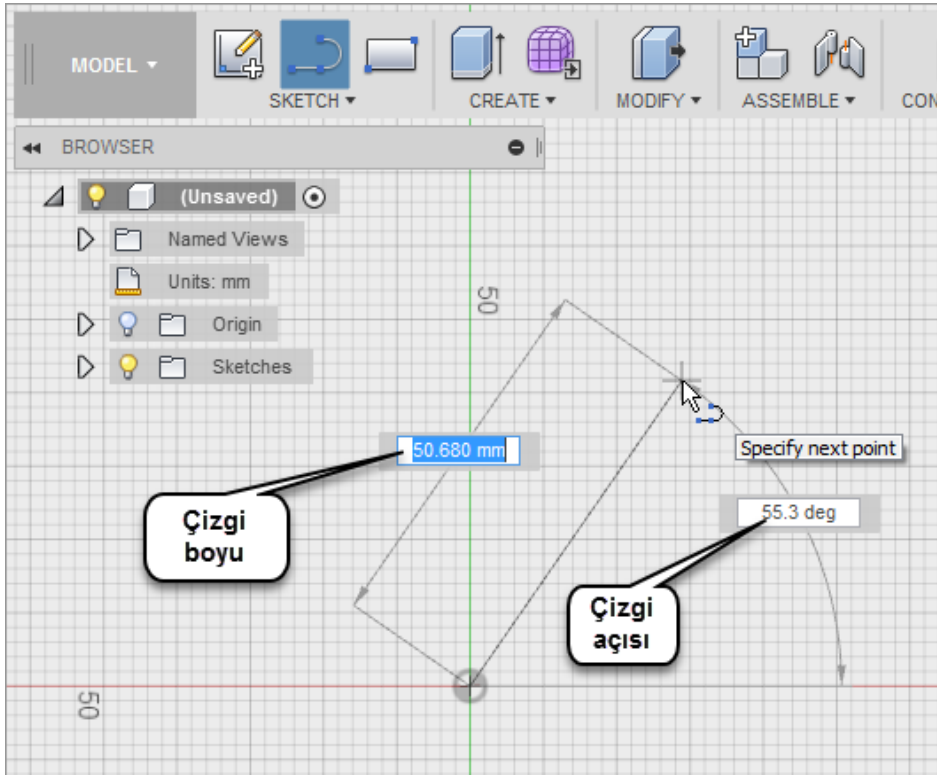 MODEL
SKETCH
CREATE
MODIFY
ASSEMBLE
CON
BROWSER
(Unsaved)
Named Views
Units: mm
Origin
Sketches
50
50.680 mm
Specify next point
55.3 deg
Çizgi
boyu
Çizgi
açısı
50